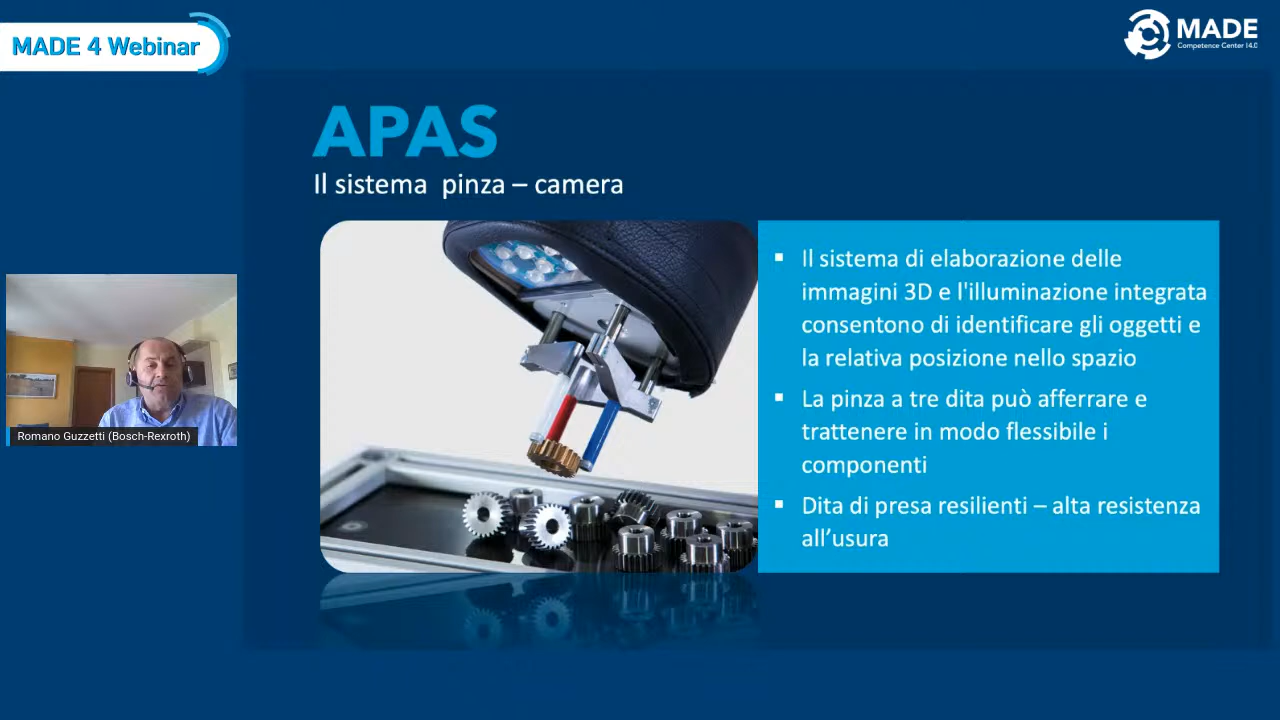 MADE 4 Webinar
MADE
Competence Center I4.0
APAS
Il sistema pinza – camera
▪ Il sistema di elaborazione delle
immagini 3D e l'illuminazione integrata
consentono di identificare gli oggetti e
la relativa posizione nello spazio
▪ La pinza a tre dita può afferrare e
trattenere in modo flessibile i
componenti
▪ Dita di presa resilienti – alta resistenza
all’usura
Romano Guzzetti (Bosch-Rexroth)